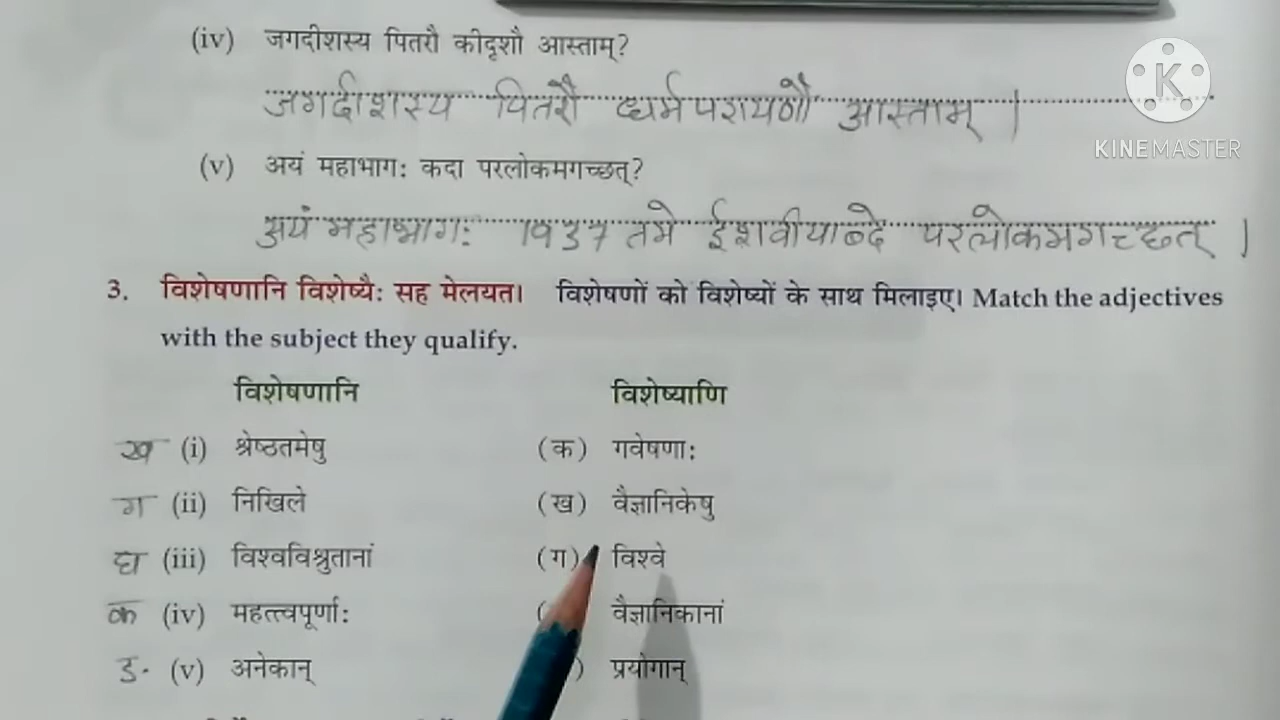 (iv) जगदीशस्य पितरौ कीदृशौ आस्ताम्?
K
जगर्दाशस्य पितरौ धर्मपरायणौ आस्ताम् |
KINEMASTER
(v) अयं महाभागः कदा परलोकमगच्छत्?
अयं महाभागः १९३७ तमे ईशवीयाब्दे परलोकमगच्छत् |
3. विशेषणानि विशेष्यैः सह मेलयत। विशेषणों को विशेष्यों के साथ मिलाइए। Match the adjectives
with the subject they qualify.
विशेषणानि विशेष्याणि
ख (i) श्रेष्ठतमेषु (क) गवेषणाः
ग (ii) निखिले (ख) वैज्ञानिकेषु
घ (iii) विश्वविश्रुतानां (ग) विश्वे
क (iv) महत्त्वपूर्णाः ( वैज्ञानिकानां
ङ (v) अनेकान् ) प्रयोगान्